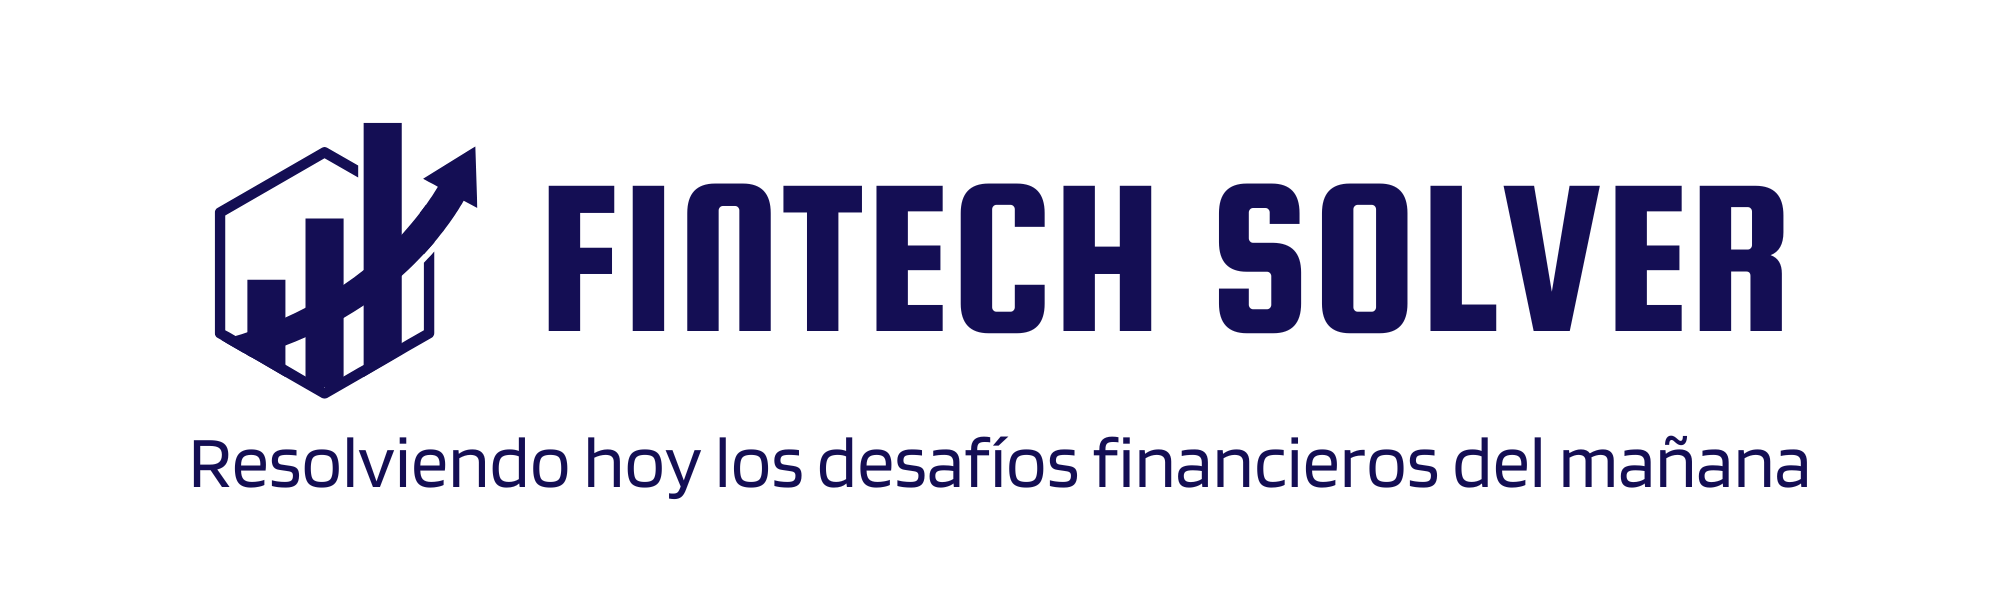 FINTECH SOLVER
Resolviendo hoy los desafíos financieros del mañana